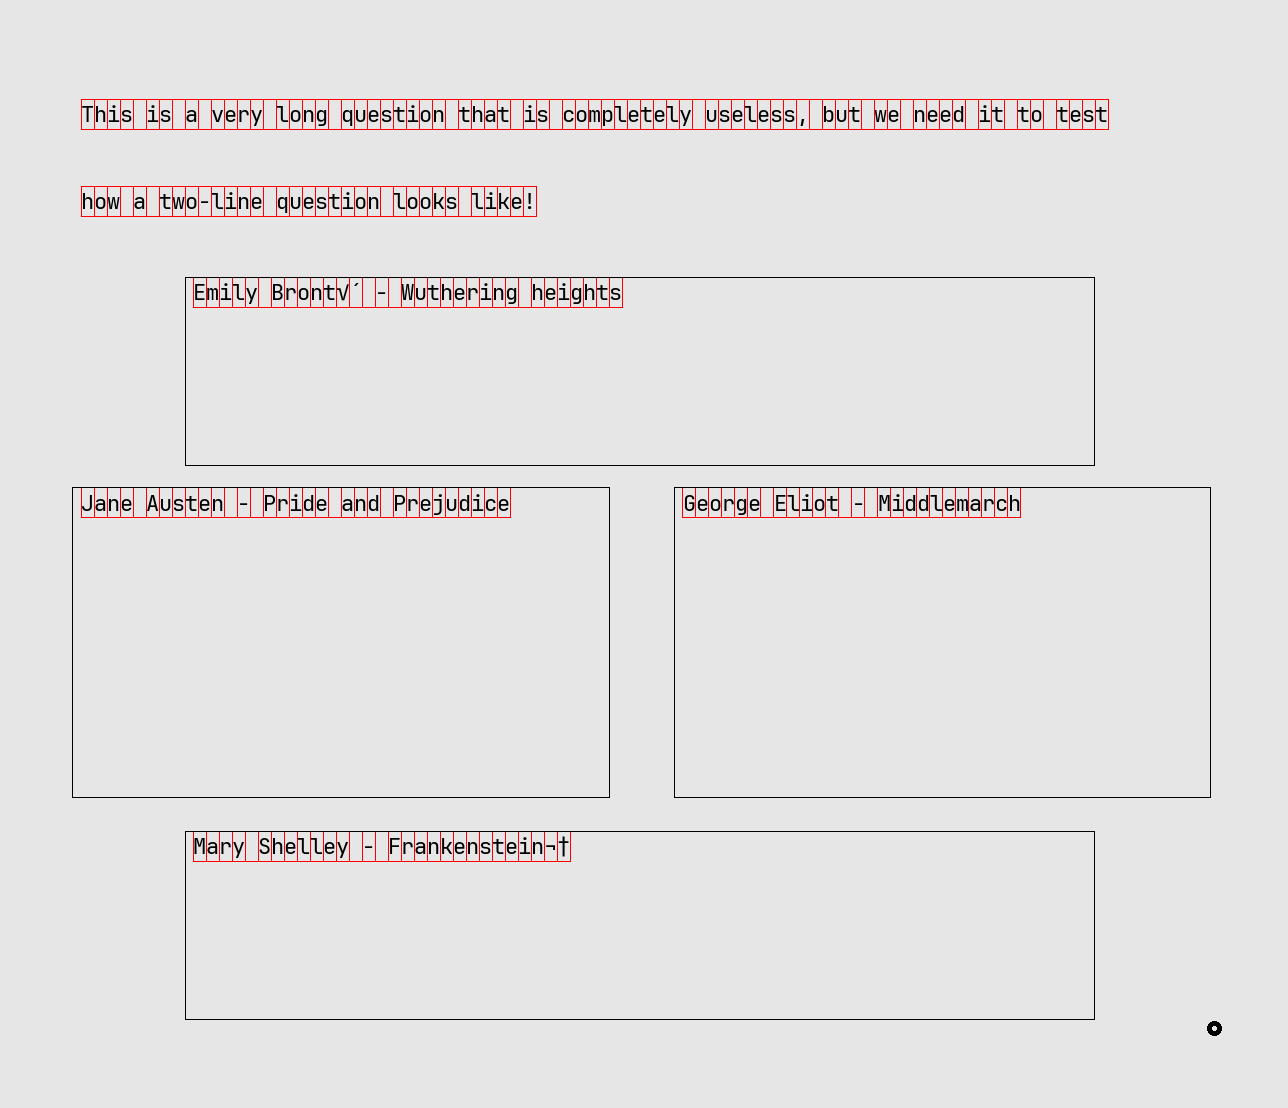 This is a very long question that is completely useless, but we need it to test
how a two-line question looks like!
Emily Bront√´ - Wuthering heights
Jane Austen - Pride and Prejudice
George Eliot - Middlemarch
Mary Shelley - Frankenstein¬†